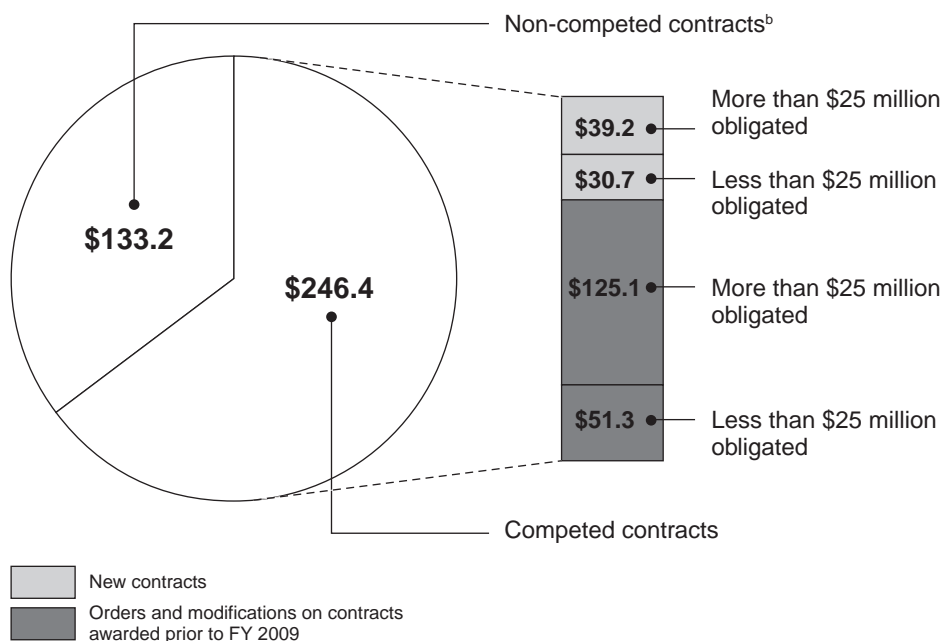 Non-competed contractsᵇ
$133.2
$246.4
$39.2
More than $25 million
obligated
$30.7
Less than $25 million
obligated
$125.1
More than $25 million
obligated
$51.3
Less than $25 million
obligated
Competed contracts
New contracts
Orders and modifications on contracts
awarded prior to FY 2009